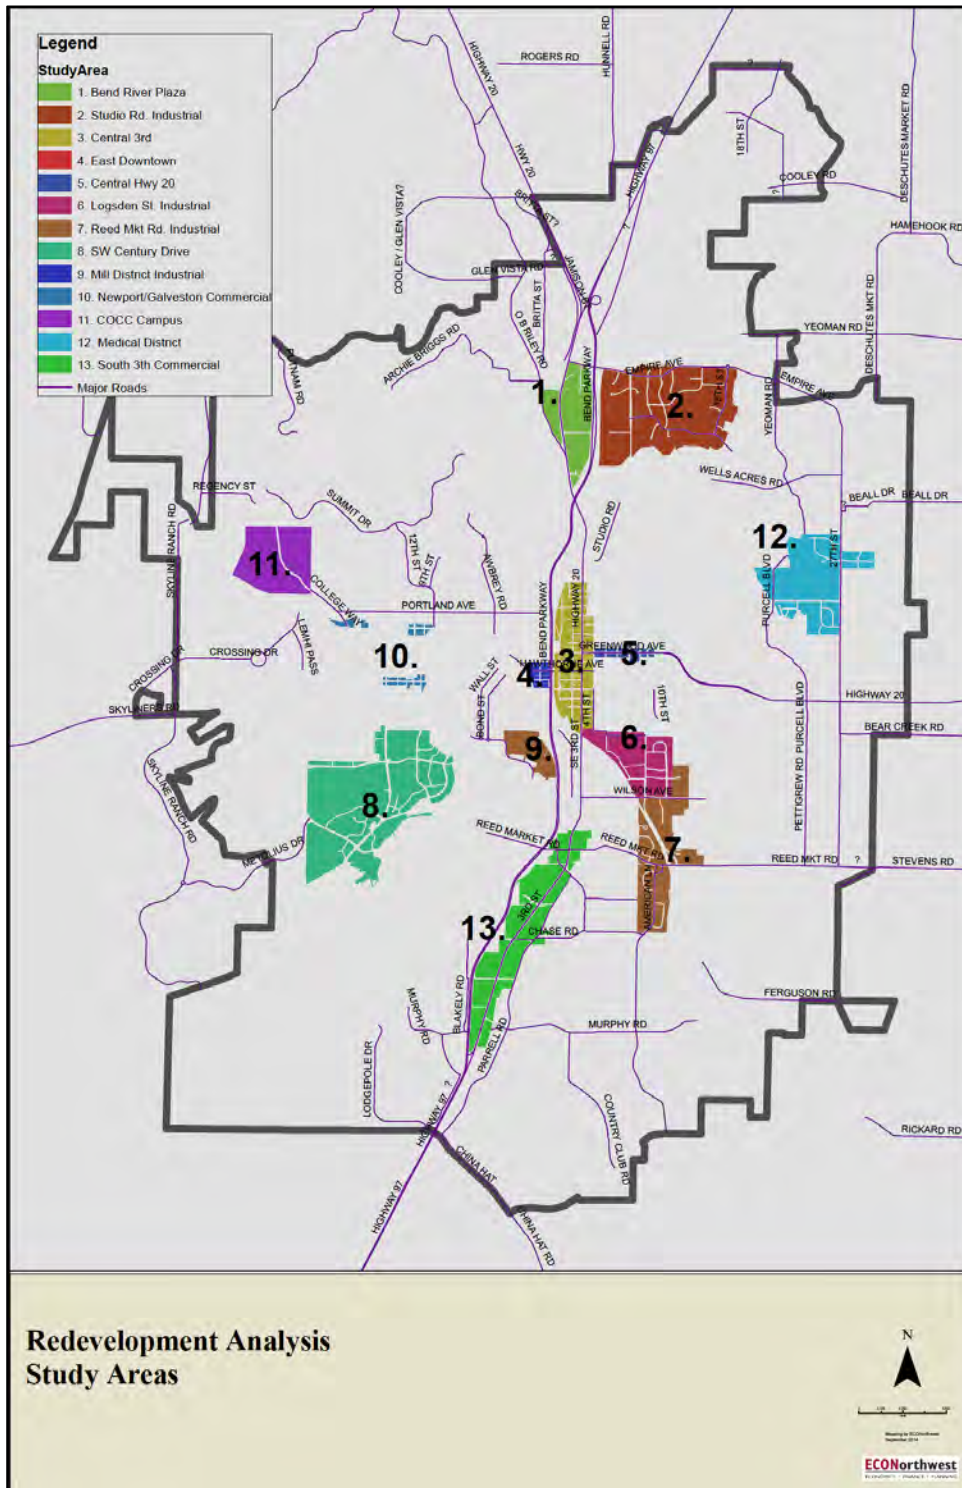 Legend
StudyArea
1. Bend River Plaza
2. Studio Rd. Industrial
3. Central 3rd
4. East Downtown
5. Central Hwy 20
6. Logsden St. Industrial
7. Reed Mkt Rd. Industrial
8. SW Century Drive
9. Mill District Industrial
10. Newport/Galveston Commercial
11. COCC Campus
12. Medical District
13. South 3th Commercial
Major Roads
HIGHWAY 20
ROGERS RD
HUNNELL RD
HIGHWAY 97
?
18TH ST
DESCHUTES MARKET RD
HWY 20
COOLEY RD
?
BRITTA ST?
COOLEY / GLEN VISTA?
?
HAMEHOOK RD
GLEN VISTA RD
JAMISON
BRITTA ST
O B RILEY RD
DESCHUTES MKT RD
YEOMAN RD
ARCHIE BRIGGS RD
PUTNAM RD
BEND PARKWAY
EMPIRE AVE
18TH ST
EMPIRE AVE
YEOMAN RD
1.
2.
WELLS ACRES RD
REGENCY ST
SUMMIT DR
BEALL DR
BEALL DR
SKYLINE RANCH RD
STUDIO RD
12TH ST
9TH ST
AWBREY RD
12.
27TH ST
PURCELL BLVD
11.
COLLEGE WAY
PORTLAND AVE
BEND PARKWAY
HIGHWAY 20
LEMHI PASS
CROSSING DR
CROSSING DR
10.
WALL ST
GREENWOOD AVE
HAWTHORNE AVE
3.
5.
4.
4TH ST
10TH ST
HIGHWAY 20
SKYLINERS RD
BOND ST
SE 3RD ST
PURCELL BLVD
BEAR CREEK RD
6.
9.
SKYLINE RANCH RD
WILSON AVE
PETTIGREW RD
8.
METOLIUS DR
REED MARKET RD
REED MKT RD
7.
REED MKT RD
?
STEVENS RD
AMERICAN LN
3RD ST
13.
CHASE RD
BLAKELY RD
FERGUSON RD
MURPHY RD
MURPHY RD
PARRELL RD
LODGEPOLE DR
?
HIGHWAY 97
COUNTRY CLUB RD
RICKARD RD
CHINA HAT
HIGHWAY 97
CHINA HAT RD
Redevelopment Analysis
Study Areas
N
ECONorthwest